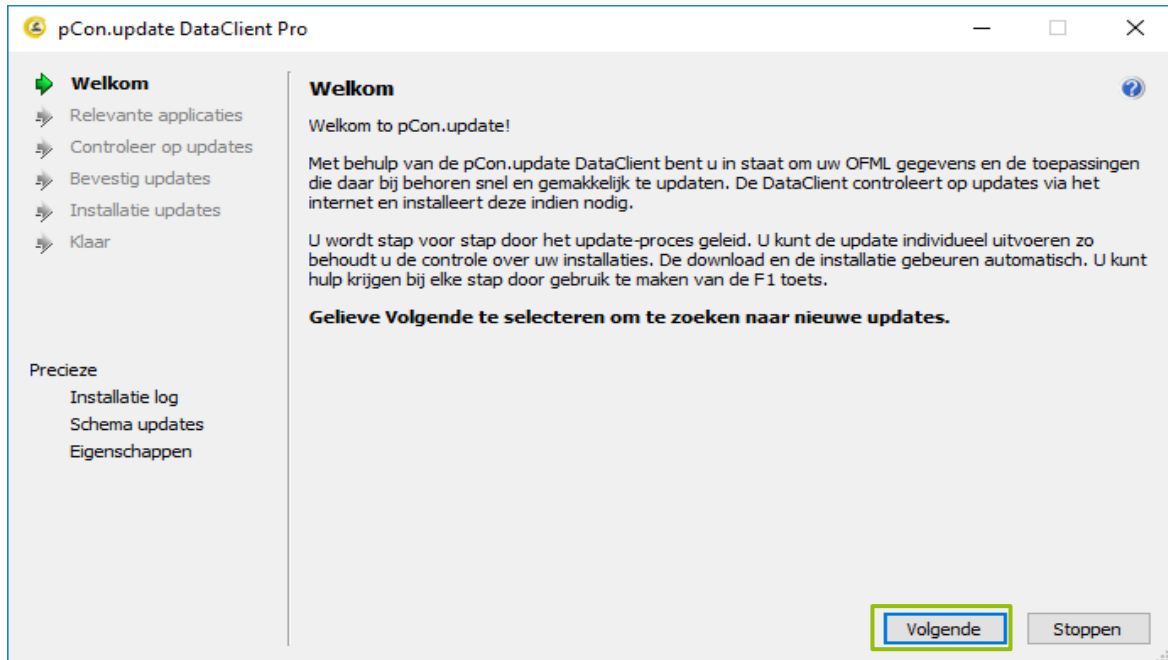 pCon.update DataClient Pro
Welkom
Relevante applicaties
Controleer op updates
Bevestig updates
Installatie updates
Klaar
Precieze
Installatie log
Schema updates
Eigenschappen
Welkom
Welkom to pCon.update!
Met behulp van de pCon.update DataClient bent u in staat om uw OFML gegevens en de toepassingen
die daar bij behoren snel en gemakkelijk te updaten. De DataClient controleert op updates via het
internet en installeert deze indien nodig.
U wordt stap voor stap door het update-proces geleid. U kunt de update individueel uitvoeren zo
behoudt u de controle over uw installaties. De download en de installatie gebeuren automatisch. U kunt
hulp krijgen bij elke stap door gebruik te maken van de F1 toets.
Gelieve Volgende te selecteren om te zoeken naar nieuwe updates.
Volgende
Stoppen